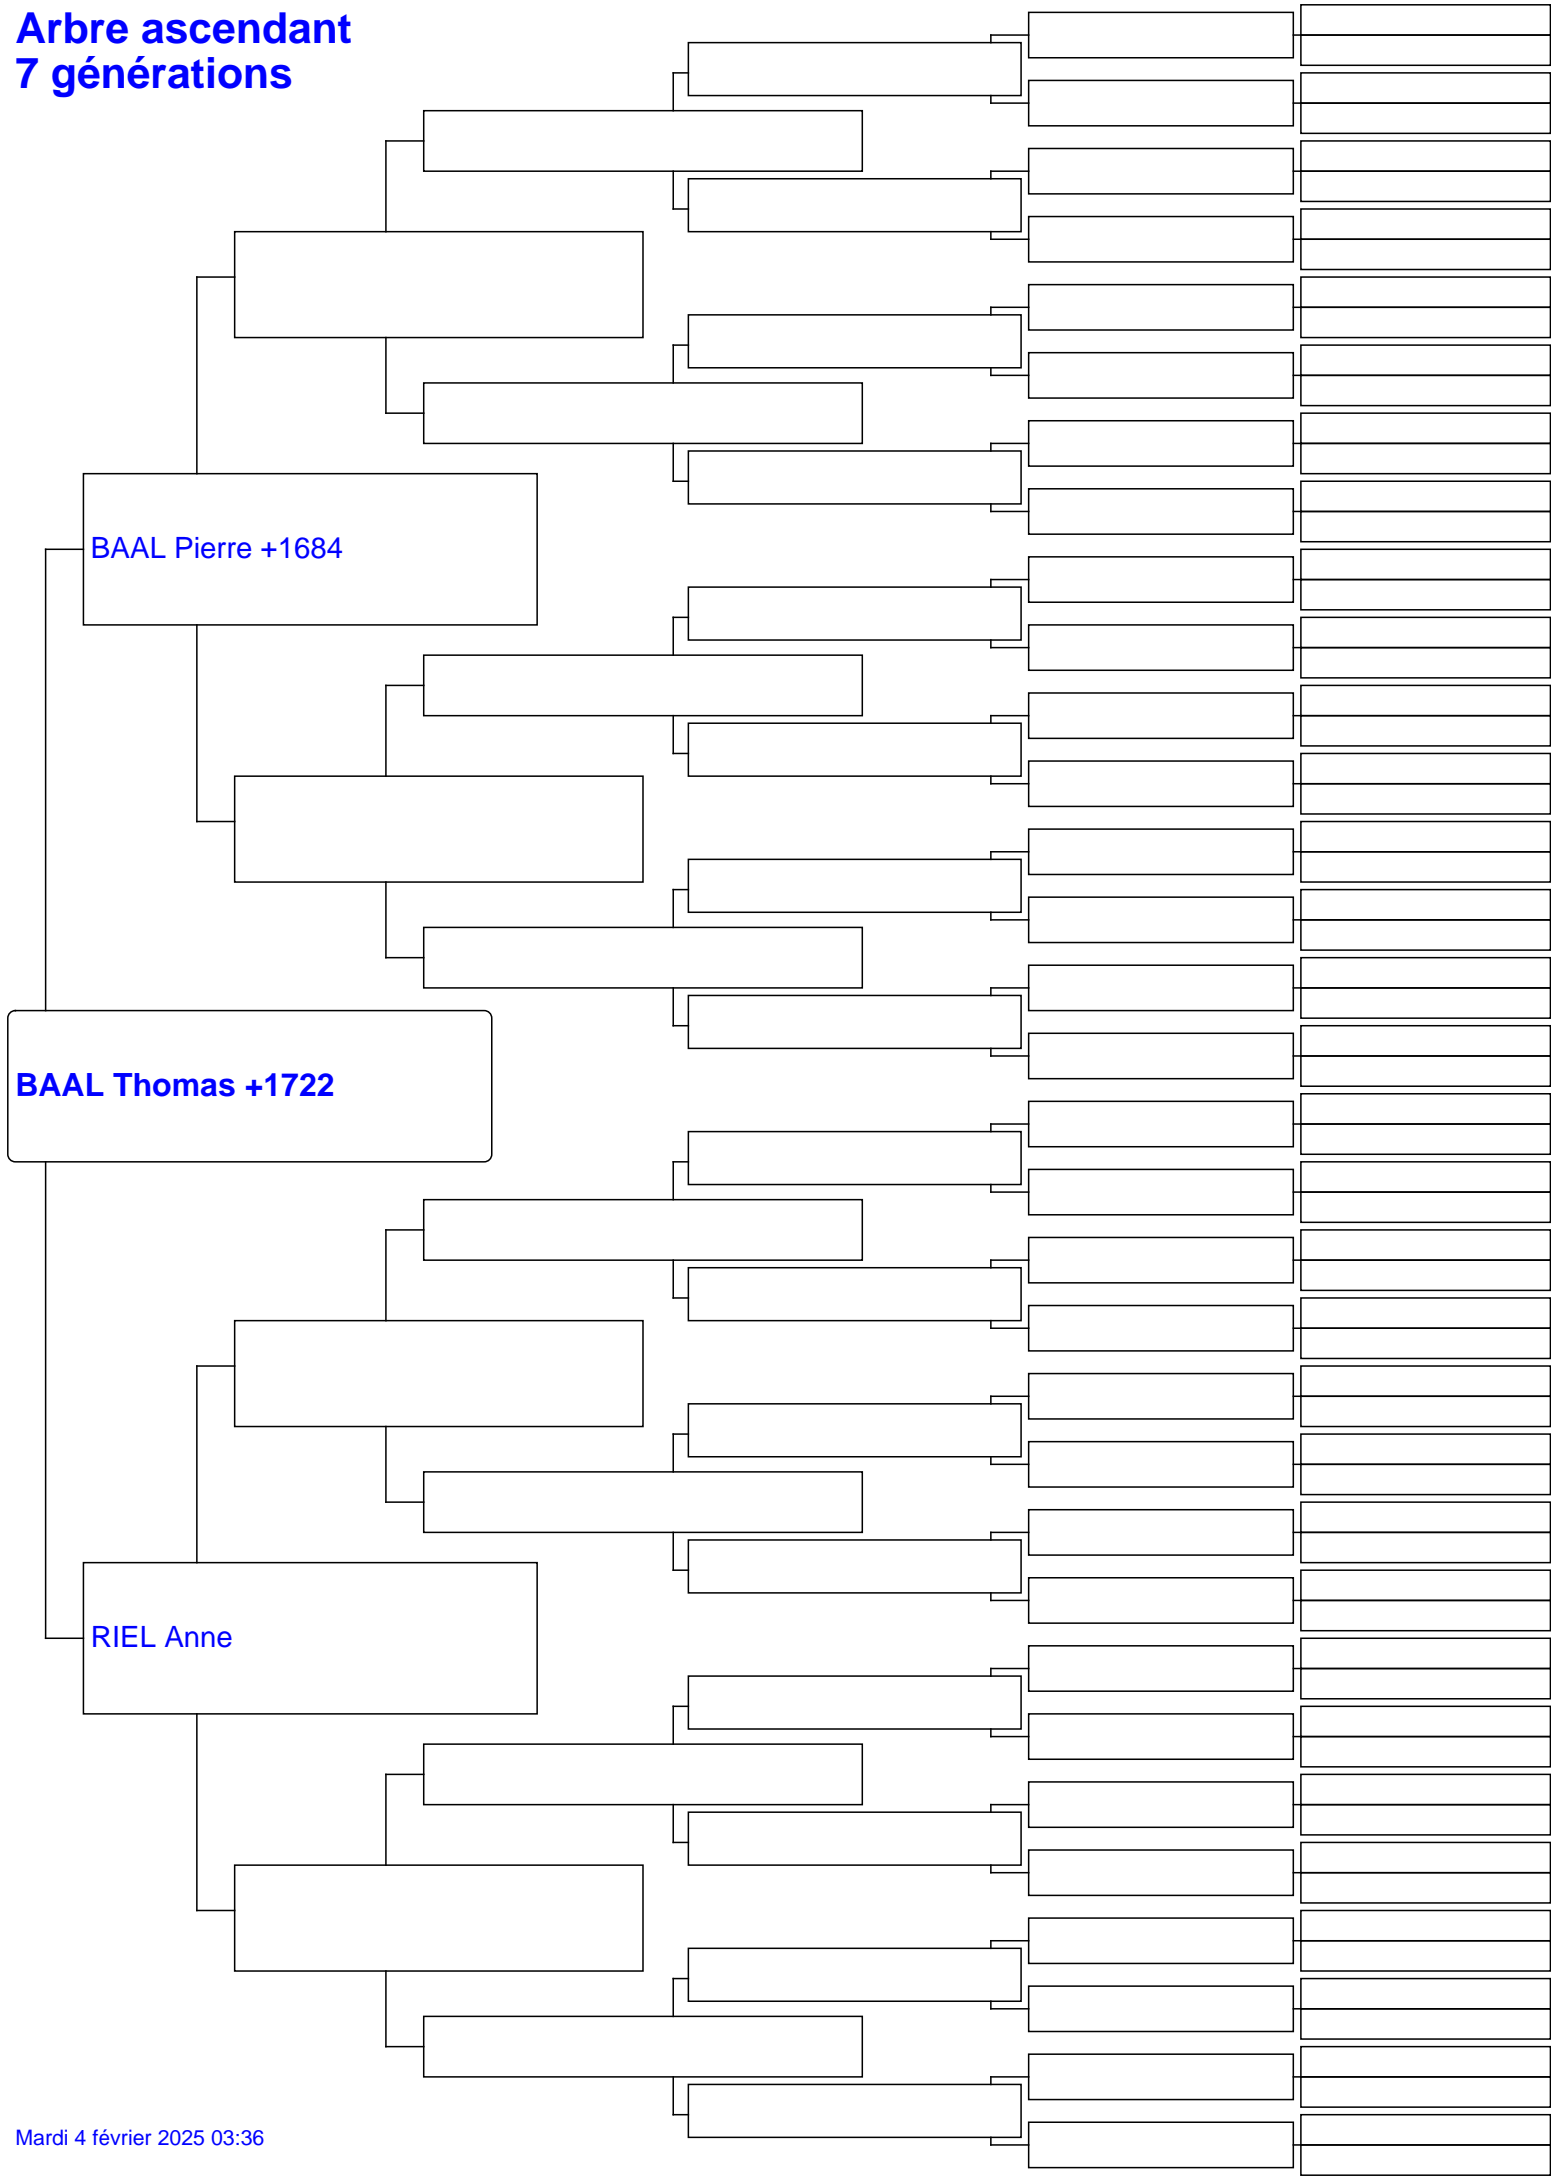 Arbre ascendant
7 générations
BAAL Pierre +1684
BAAL Thomas +1722
RIEL Anne
Mardi 4 février 2025 03:36